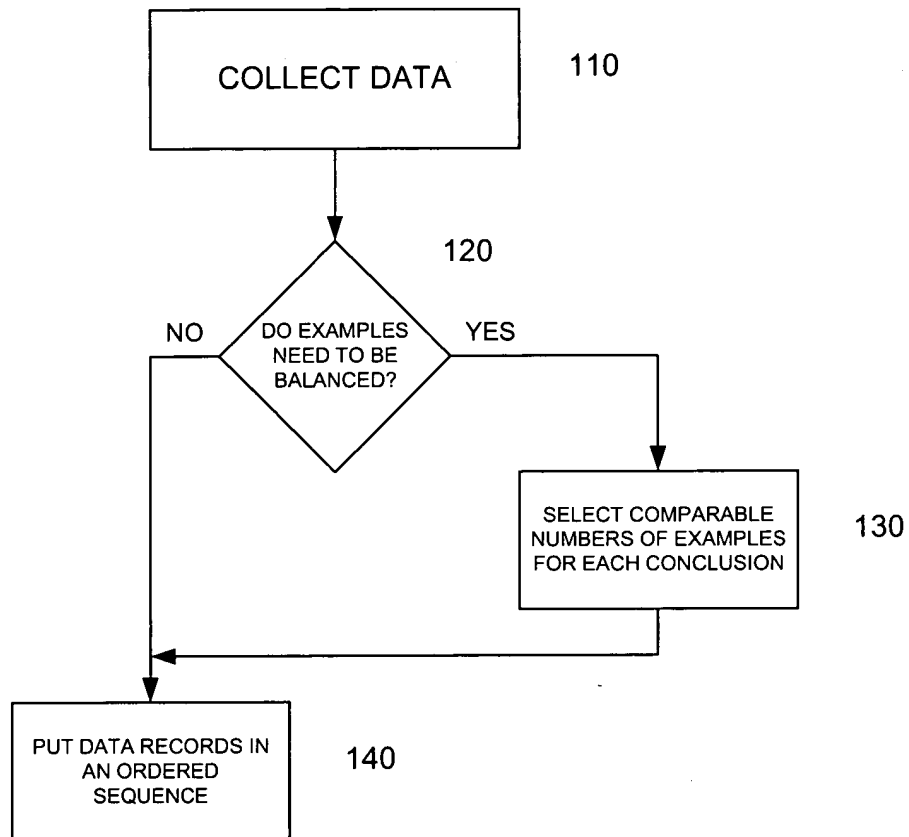 COLLECT DATA
110
120
NO
DO EXAMPLES
NEED TO BE
BALANCED?
YES
SELECT COMPARABLE
NUMBERS OF EXAMPLES
FOR EACH CONCLUSION
130
PUT DATA RECORDS IN
AN ORDERED
SEQUENCE
140